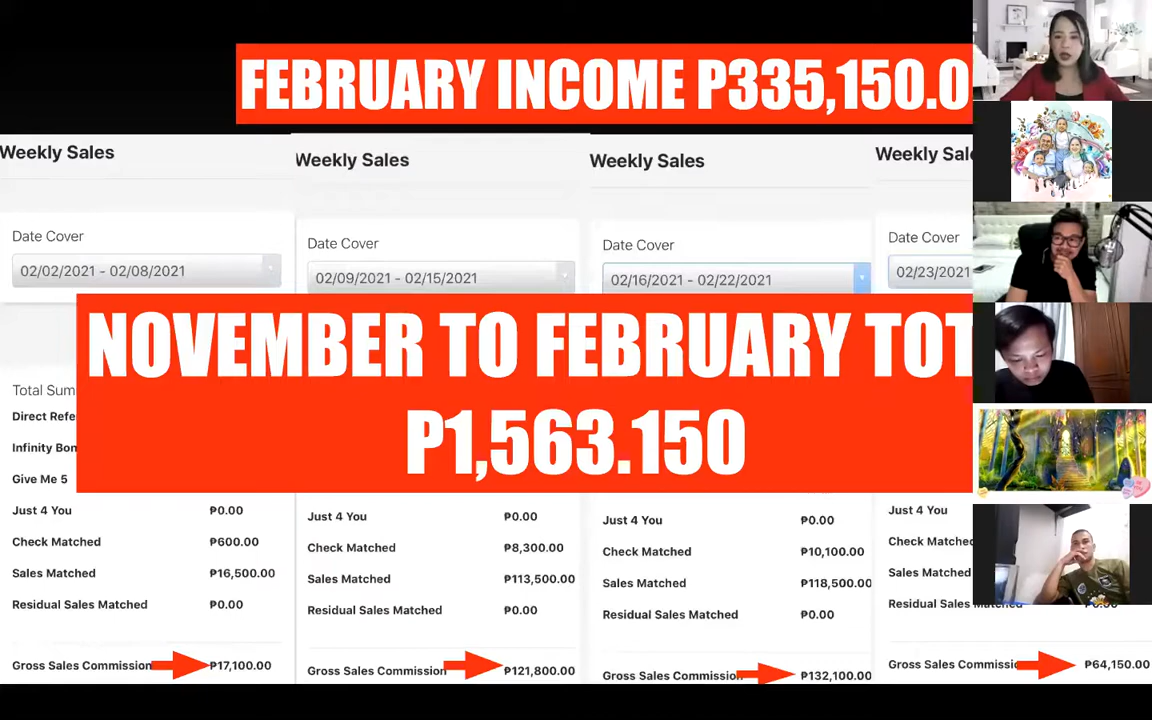 FEBRUARY INCOME P335,150.0
Weekly Sales
Date Cover
02/02/2021 - 02/08/2021
Weekly Sales
Date Cover
02/09/2021 - 02/15/2021
Weekly Sales
Date Cover
02/16/2021 - 02/22/2021
Weekly Sale
Date Cover
02/23/2021
NOVEMBER TO FEBRUARY TOT
P1,563.150
Total Sum
Direct Refe
Infinity Bon
Give Me 5
Just 4 You ₱0.00
Check Matched ₱600.00
Sales Matched ₱16,500.00
Residual Sales Matched ₱0.00
Gross Sales Commission ₱17,100.00
Just 4 You ₱0.00
Check Matched ₱8,300.00
Sales Matched ₱113,500.00
Residual Sales Matched ₱0.00
Gross Sales Commission ₱121,800.00
Just 4 You ₱0.00
Check Matched ₱10,100.00
Sales Matched ₱118,500.00
Residual Sales Matched ₱0.00
Gross Sales Commission ₱132,100.00
Just 4 You
Check Matched
Sales Matched
Residual Sales Matched ₱0.00
Gross Sales Commissio ₱64,150.00